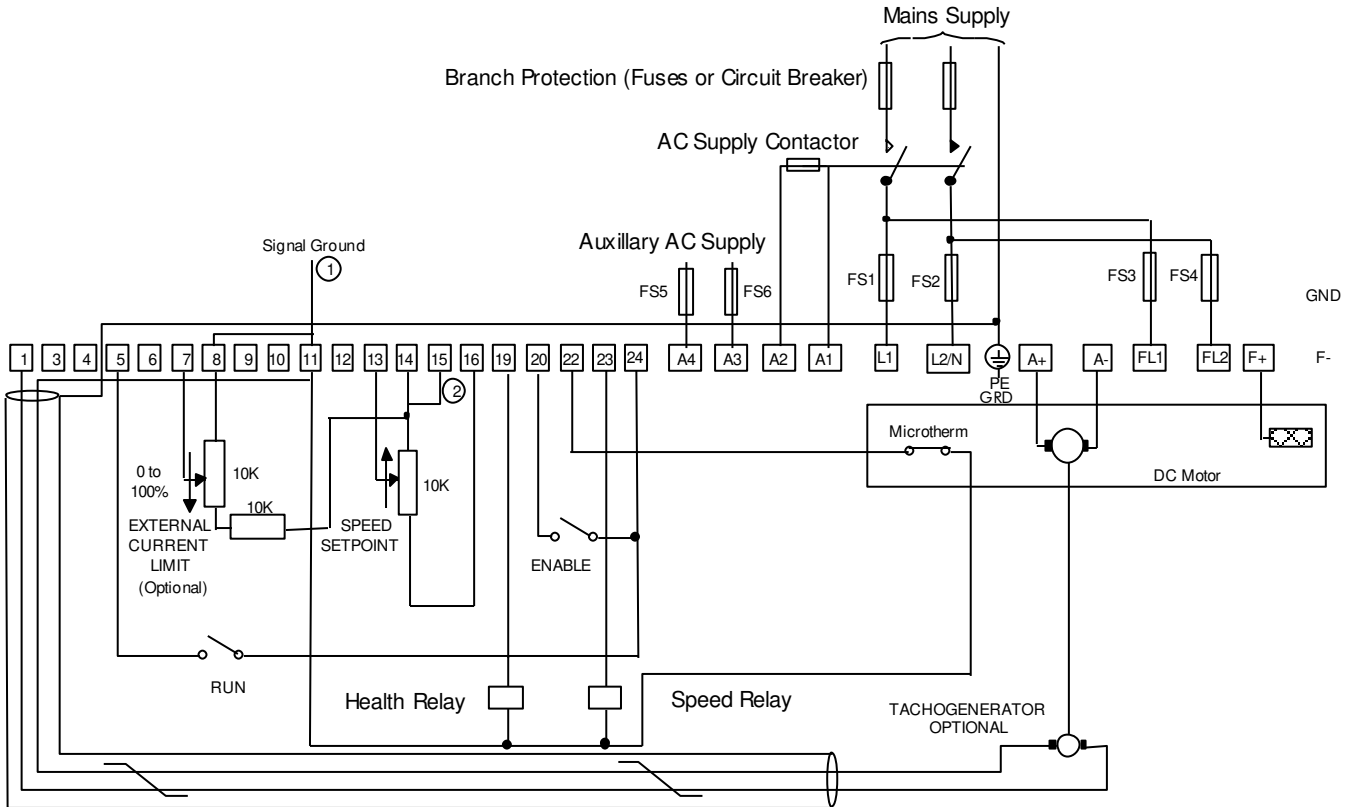 Mains Supply
Branch Protection (Fuses or Circuit Breaker)
AC Supply Contactor
Signal Ground
1
Auxillary AC Supply
FS5
FS6
FS1
FS2
FS3
FS4
GND
1 3 4 5 6 7 8 9 10 11 12 13 14 15 16 19 20 22 23 24 A4 A3 A2 A1 L1 L2/N A+ A- FL1 FL2 F+ F-
PE
GRD
2
Microtherm
DC Motor
0 to
100%
10K
10K
10K
EXTERNAL
CURRENT
LIMIT
(Optional)
SPEED
SETPOINT
ENABLE
RUN
Health Relay
Speed Relay
TACHOGENERATOR
OPTIONAL